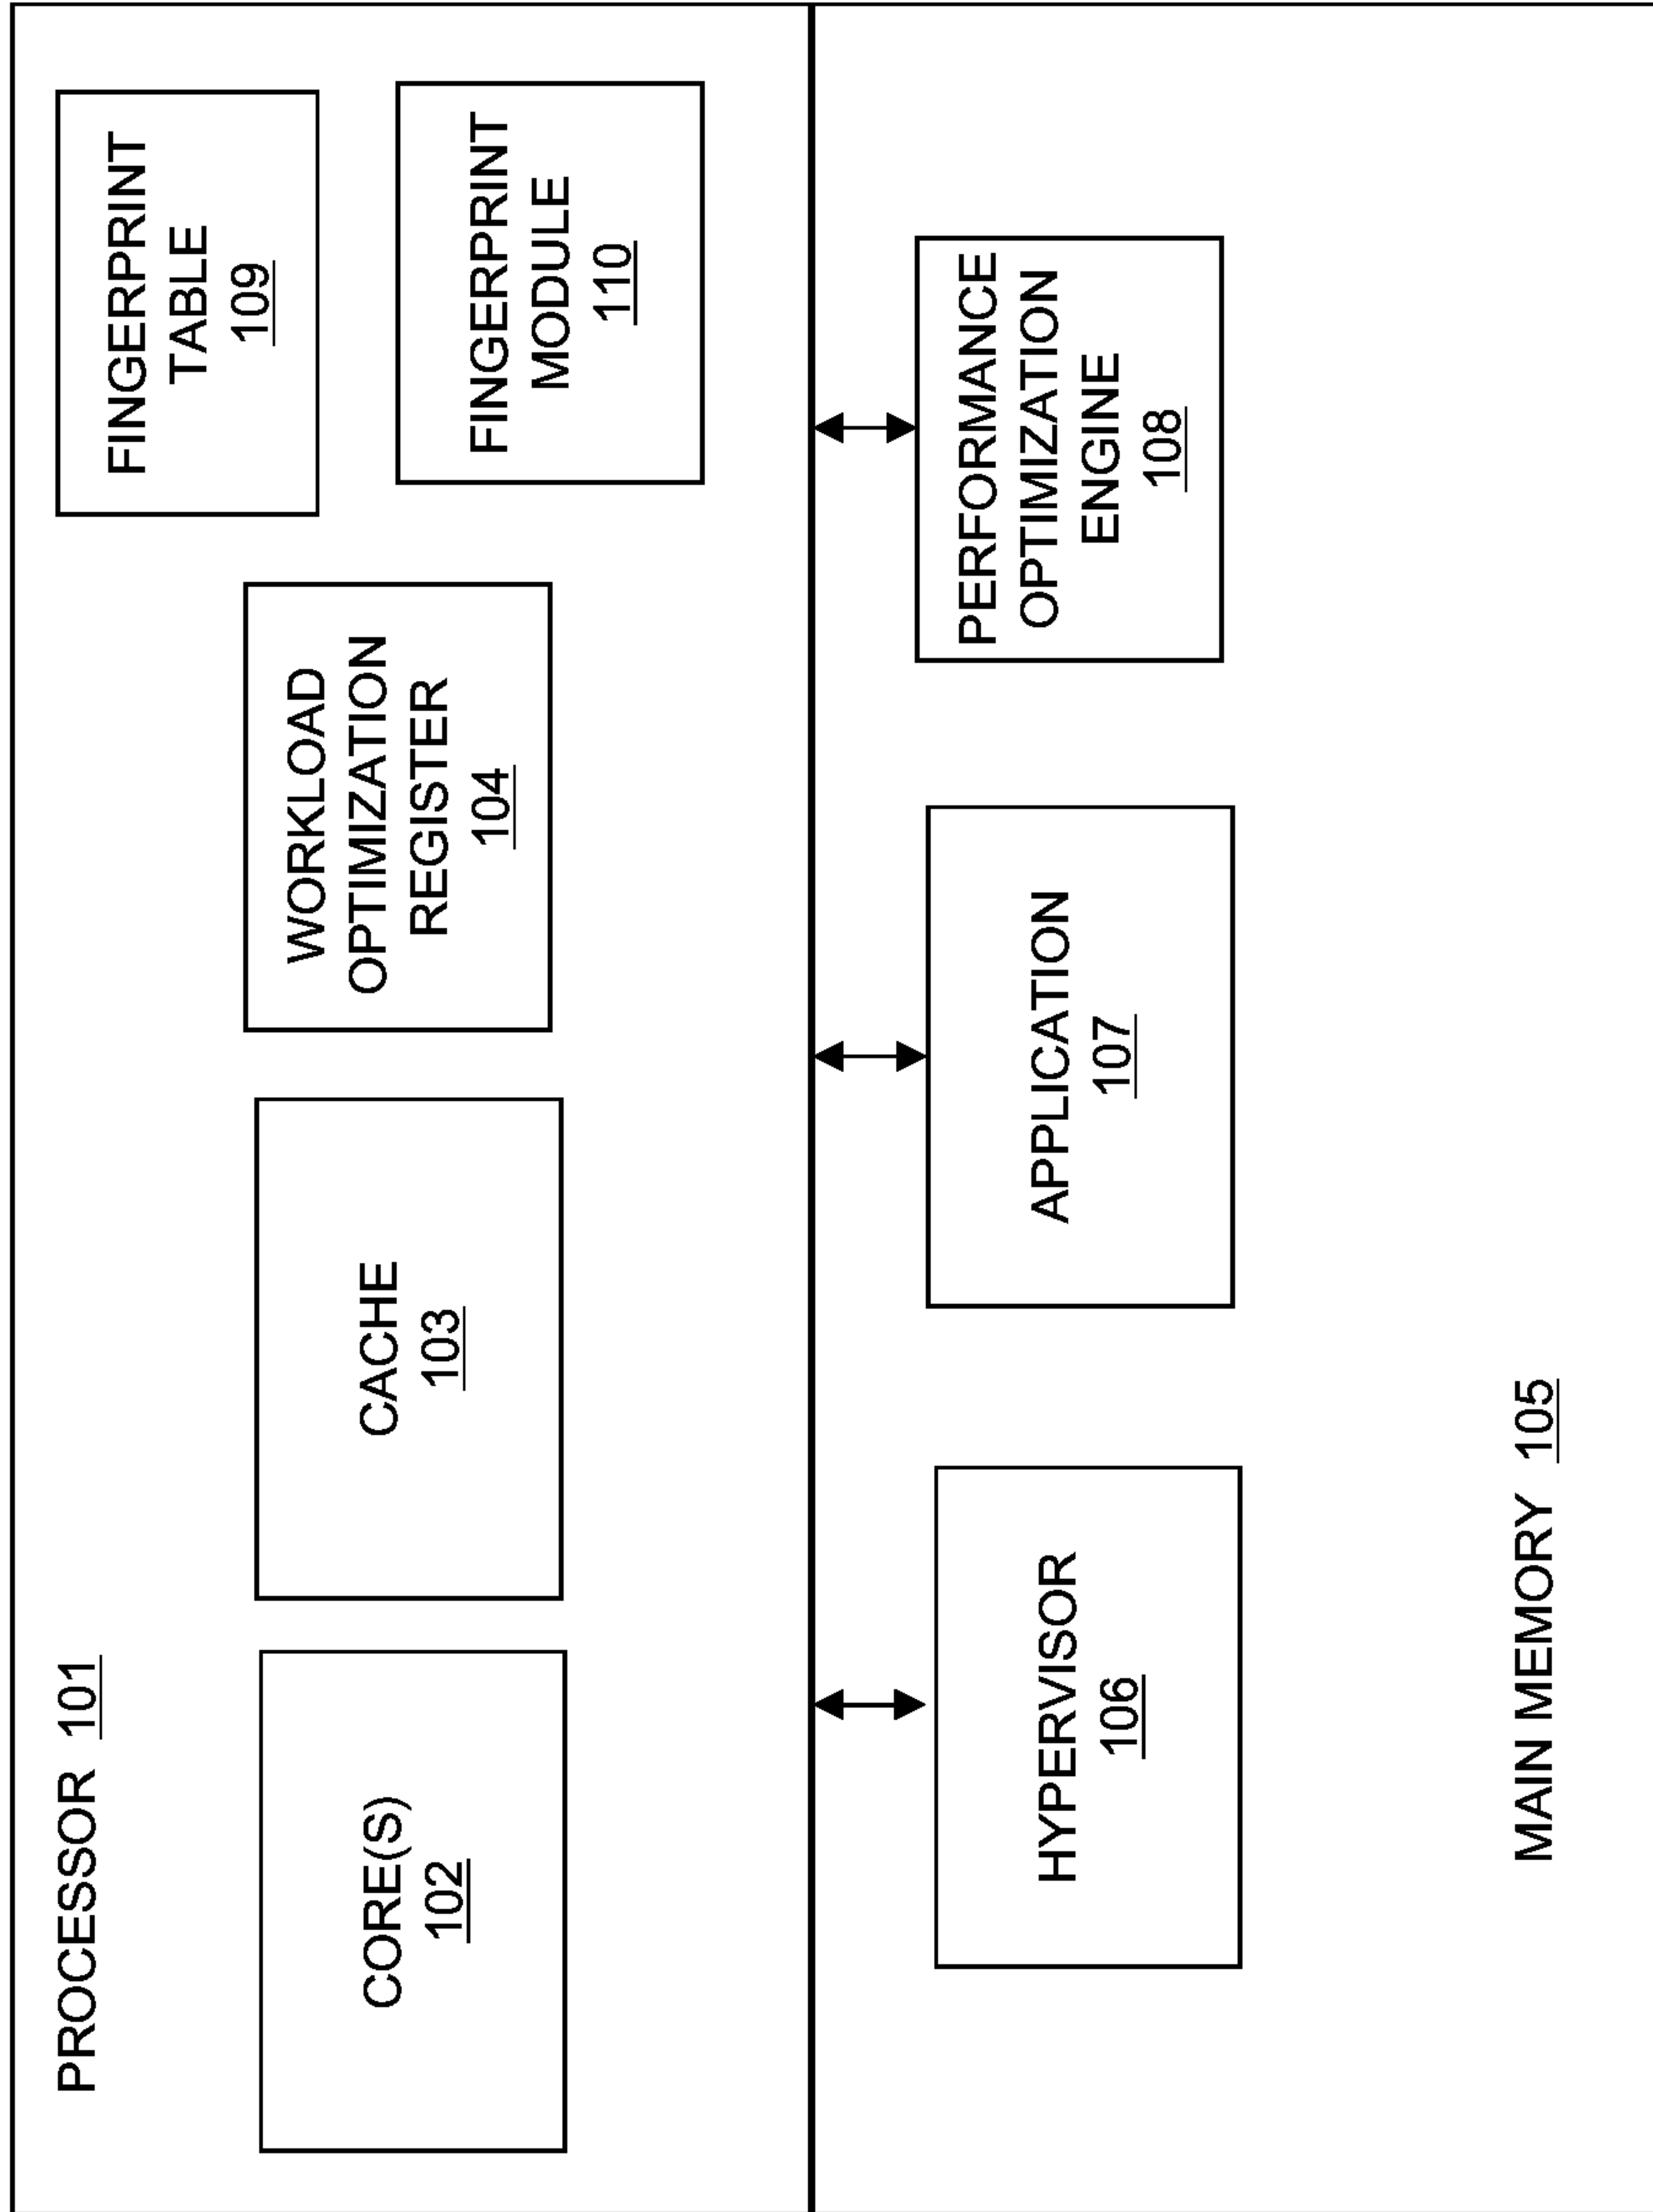 PROCESSOR 101
CORE(S)
102
CACHE
103
WORKLOAD
OPTIMIZATION
REGISTER
104
FINGERPRINT
TABLE
109
FINGERPRINT
MODULE
110
HYPERVISOR
106
APPLICATION
107
PERFORMANCE
OPTIMIZATION
ENGINE
108
MAIN MEMORY 105